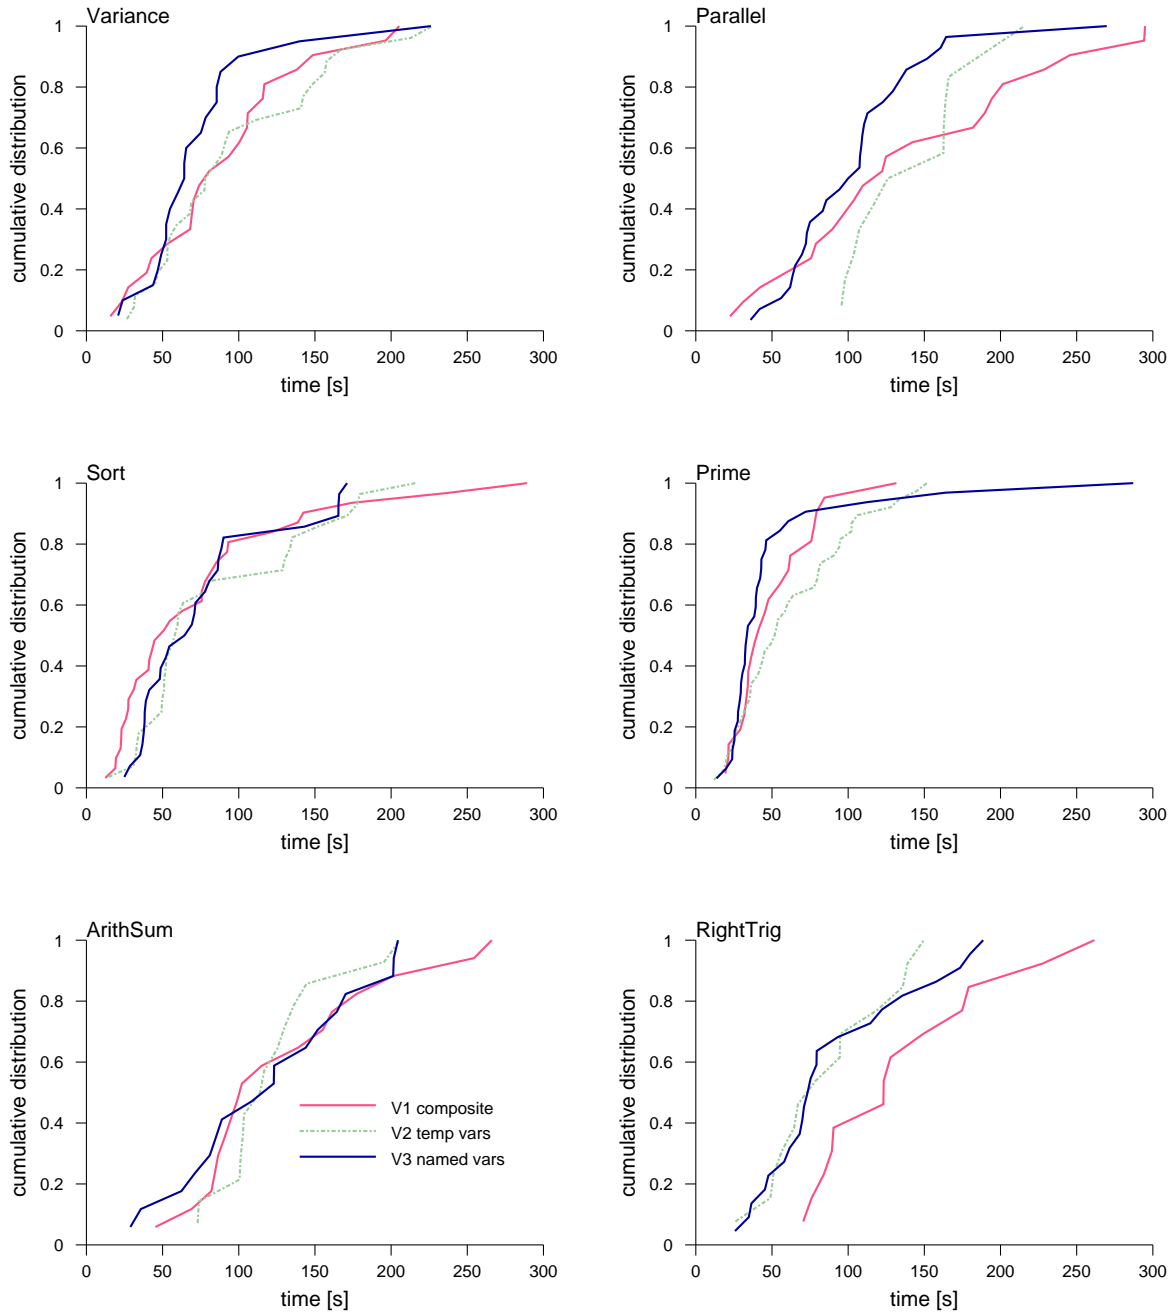 Variance
cumulative distribution
1
0.8
0.6
0.4
0.2
0
0 50 100 150 200 250 300
time [s]
Parallel
cumulative distribution
1
0.8
0.6
0.4
0.2
0
0 50 100 150 200 250 300
time [s]
Sort
cumulative distribution
1
0.8
0.6
0.4
0.2
0
0 50 100 150 200 250 300
time [s]
Prime
cumulative distribution
1
0.8
0.6
0.4
0.2
0
0 50 100 150 200 250 300
time [s]
ArithSum
cumulative distribution
1
0.8
0.6
0.4
0.2
0
0 50 100 150 200 250 300
time [s]
V1 composite
V2 temp vars
V3 named vars
RightTrig
cumulative distribution
1
0.8
0.6
0.4
0.2
0
0 50 100 150 200 250 300
time [s]